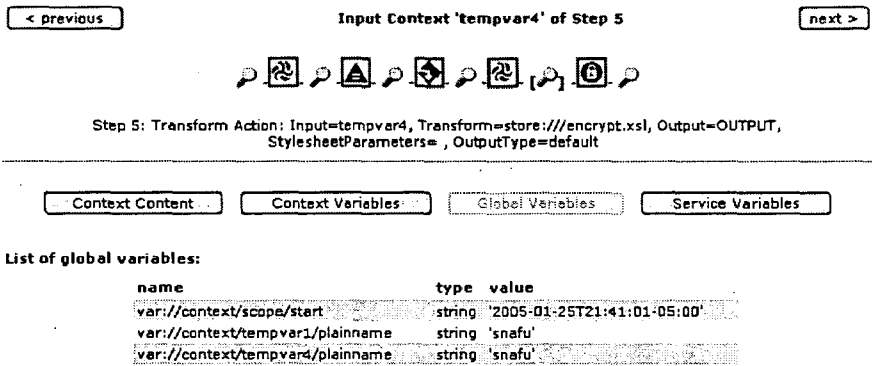 < previous
Input Context 'tempvar4' of Step 5
next >
[ ]
Step 5: Transform Action: Input=tempvar4, Transform=store:///encrypt.xsl, Output=OUTPUT,
StylesheetParameters= , OutputType=default
Context Content
Context Variables
Global Variables
Service Variables
List of global variables:
name type value
var://context/scope/start string '2005-01-25T21:41:01-05:00'
var://context/tempvar1/plainname string 'snafu'
var://context/tempvar4/plainname string 'snafu'